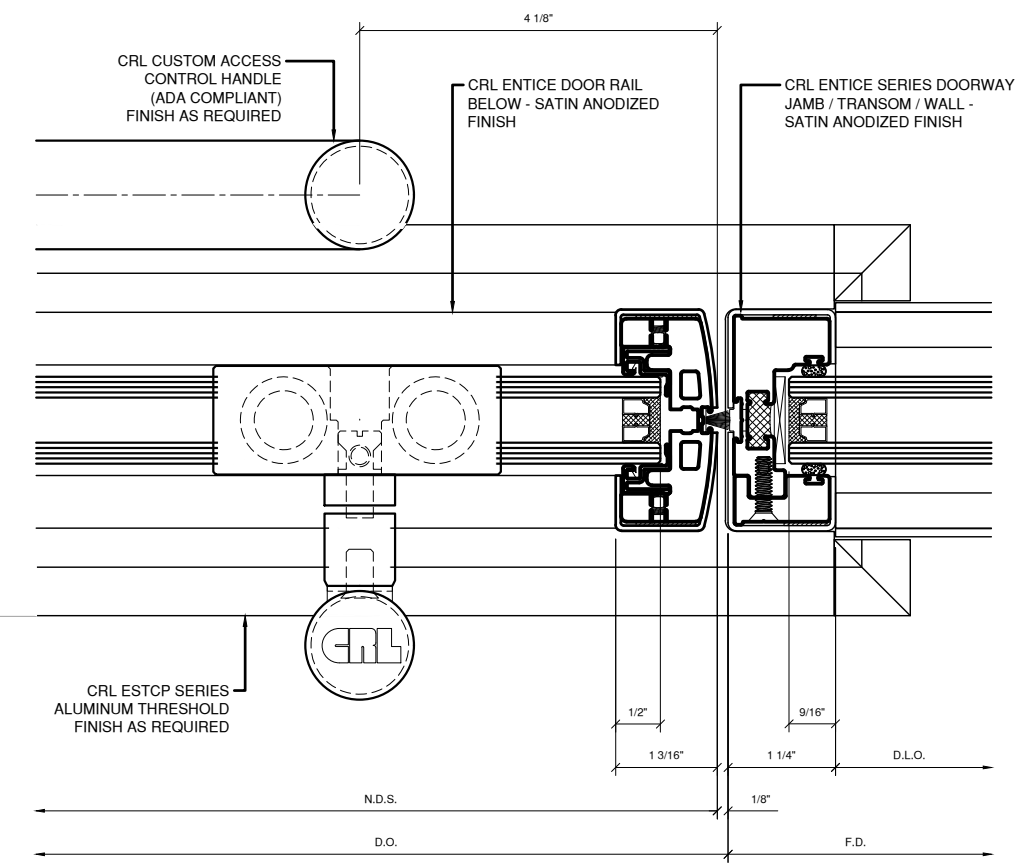 4 1/8"
CRL CUSTOM ACCESS
CONTROL HANDLE
(ADA COMPLIANT)
FINISH AS REQUIRED
CRL ENTICE DOOR RAIL
BELOW - SATIN ANODIZED
FINISH
CRL ENTICE SERIES DOORWAY
JAMB / TRANSOM / WALL -
SATIN ANODIZED FINISH
CRL
CRL ESTCP SERIES
ALUMINUM THRESHOLD
FINISH AS REQUIRED
1/2"
9/16"
1 3/16"
1 1/4"
D.L.O.
N.D.S.
1/8"
D.O.
F.D.